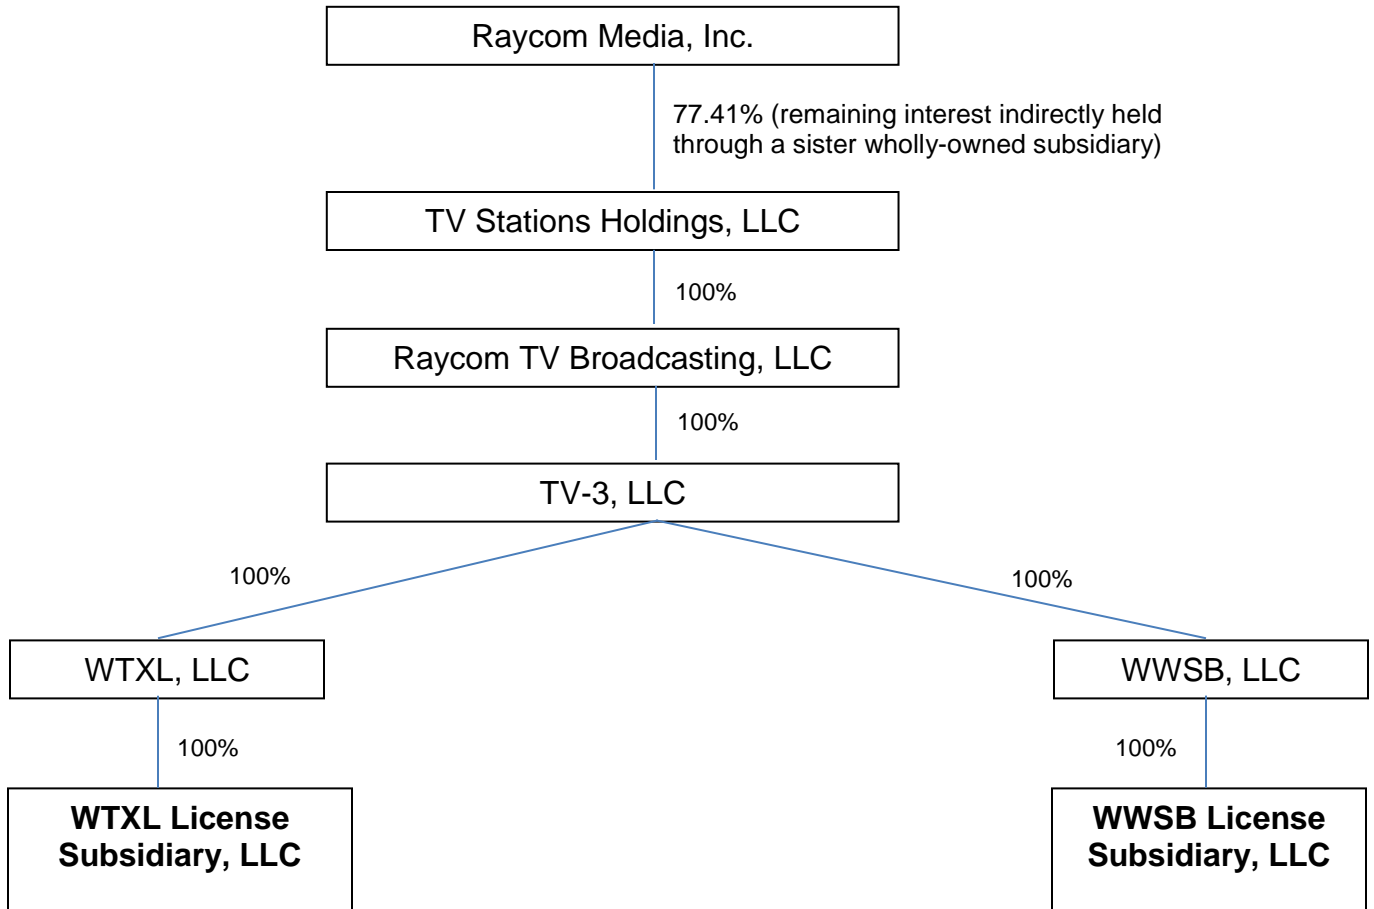 Raycom Media, Inc.
77.41% (remaining interest indirectly held
through a sister wholly-owned subsidiary)
TV Stations Holdings, LLC
100%
Raycom TV Broadcasting, LLC
100%
TV-3, LLC
100%
100%
WTXL, LLC
WWSB, LLC
100%
100%
WTXL License
Subsidiary, LLC
WWSB License
Subsidiary, LLC